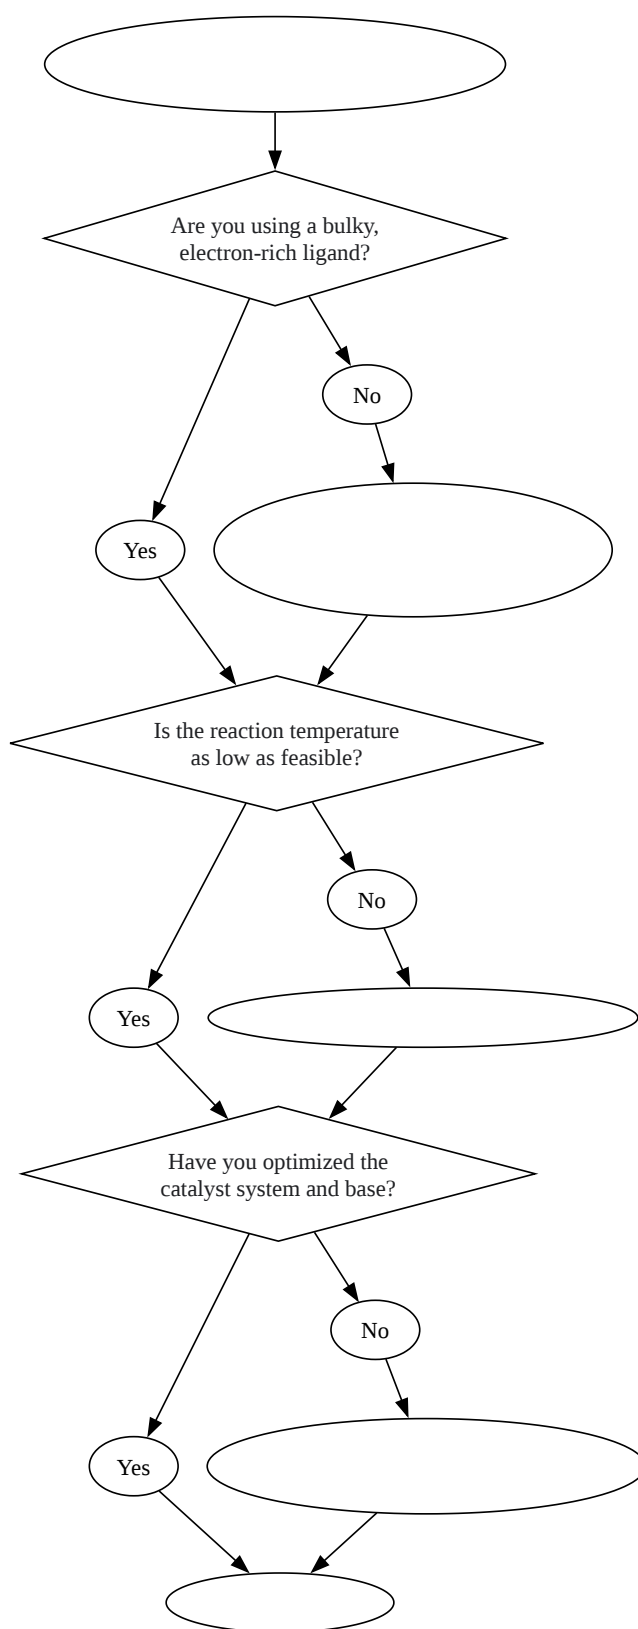 Are you using a bulky,
electron-rich ligand?
No
Yes
Is the reaction temperature
as low as feasible?
No
Yes
Have you optimized the
catalyst system and base?
No
Yes